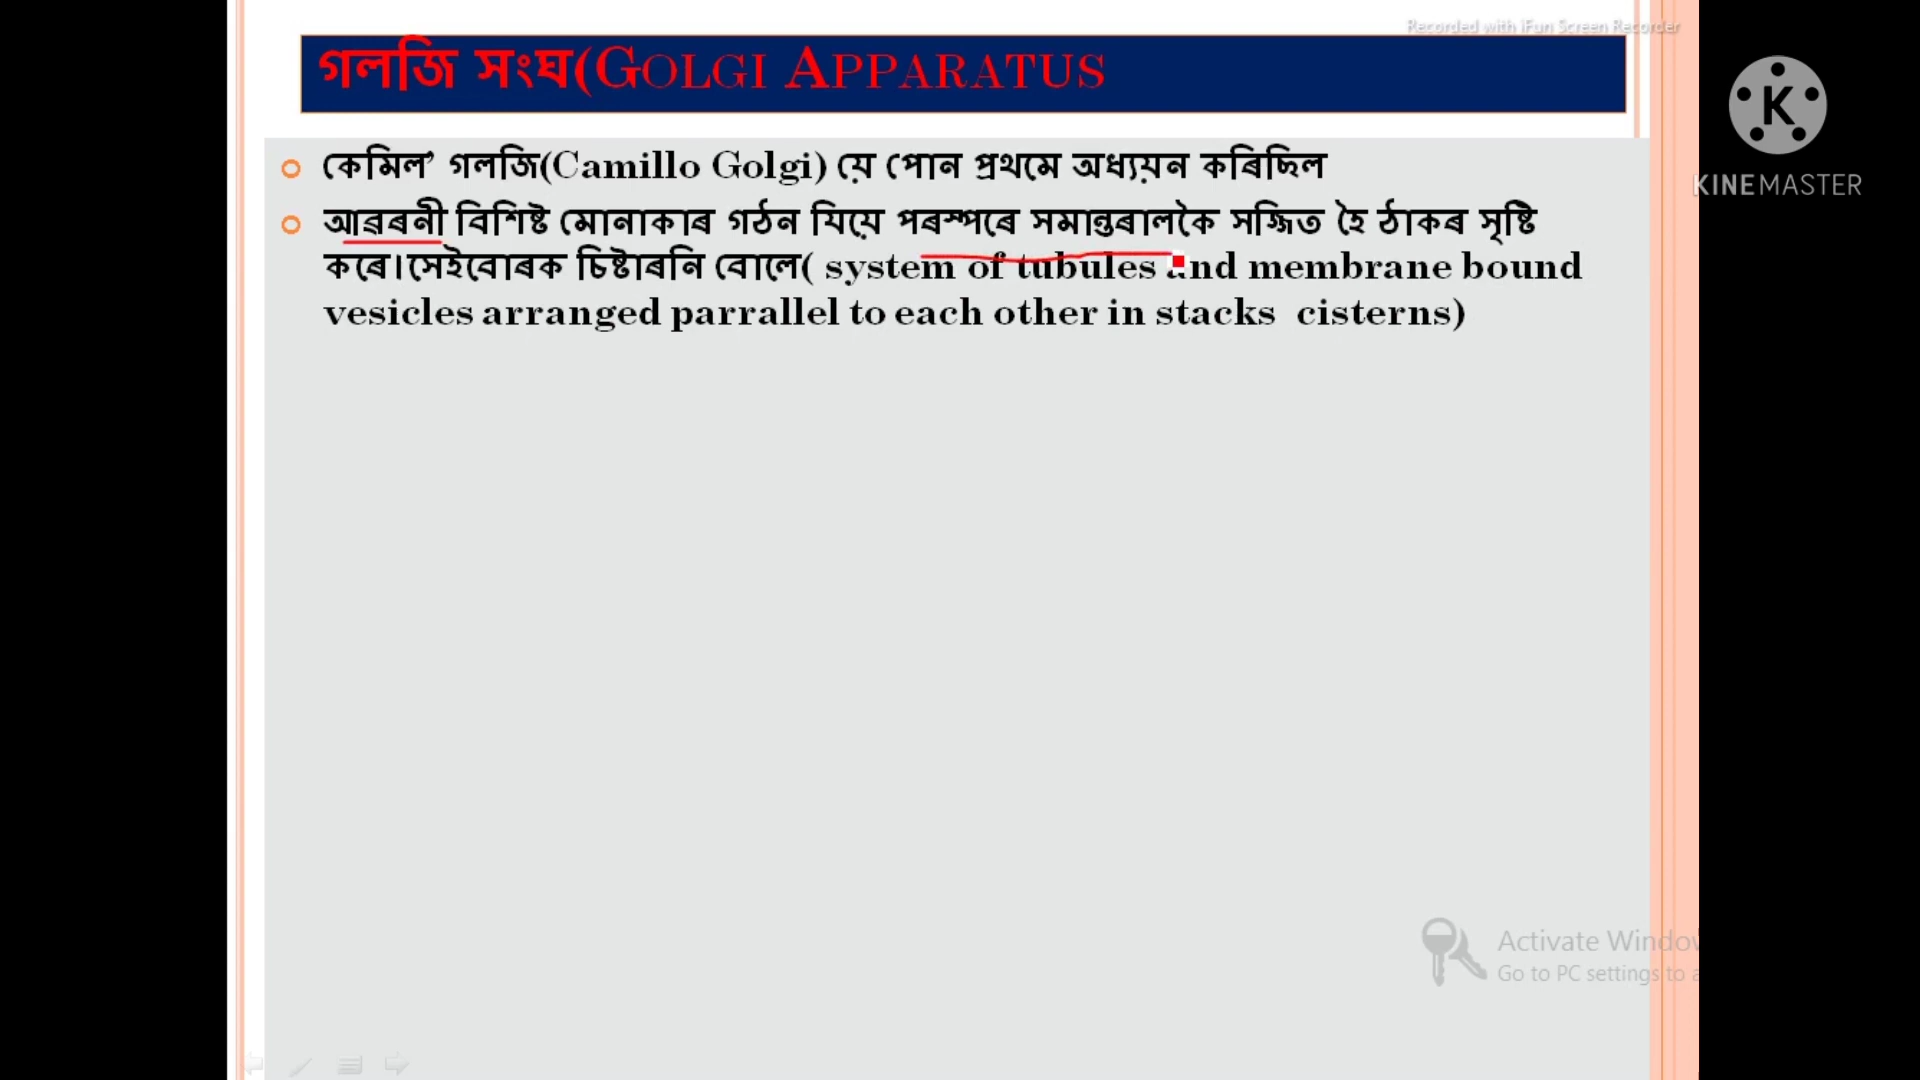 Recorded with iFun Screen Recorder
গলজি সংঘ(GOLGI APPARATUS
K
KINEMASTER
কেমিল’ গলজি(Camillo Golgi) যে পোন প্ৰথমে অধ্যয়ন কৰিছিল
আৱৰনী বিশিষ্ট মোনাকাৰ গঠন যিয়ে পৰস্পৰে সমান্তৰালকৈ সজ্জিত হৈ ঠাকৰ সৃষ্টি
কৰে।সেইবোৰক চিষ্টাৰনি বোলে( system of tubules and membrane bound
vesicles arranged parrallel to each other in stacks cisterns)
Activate Windo
Go to PC settings to a